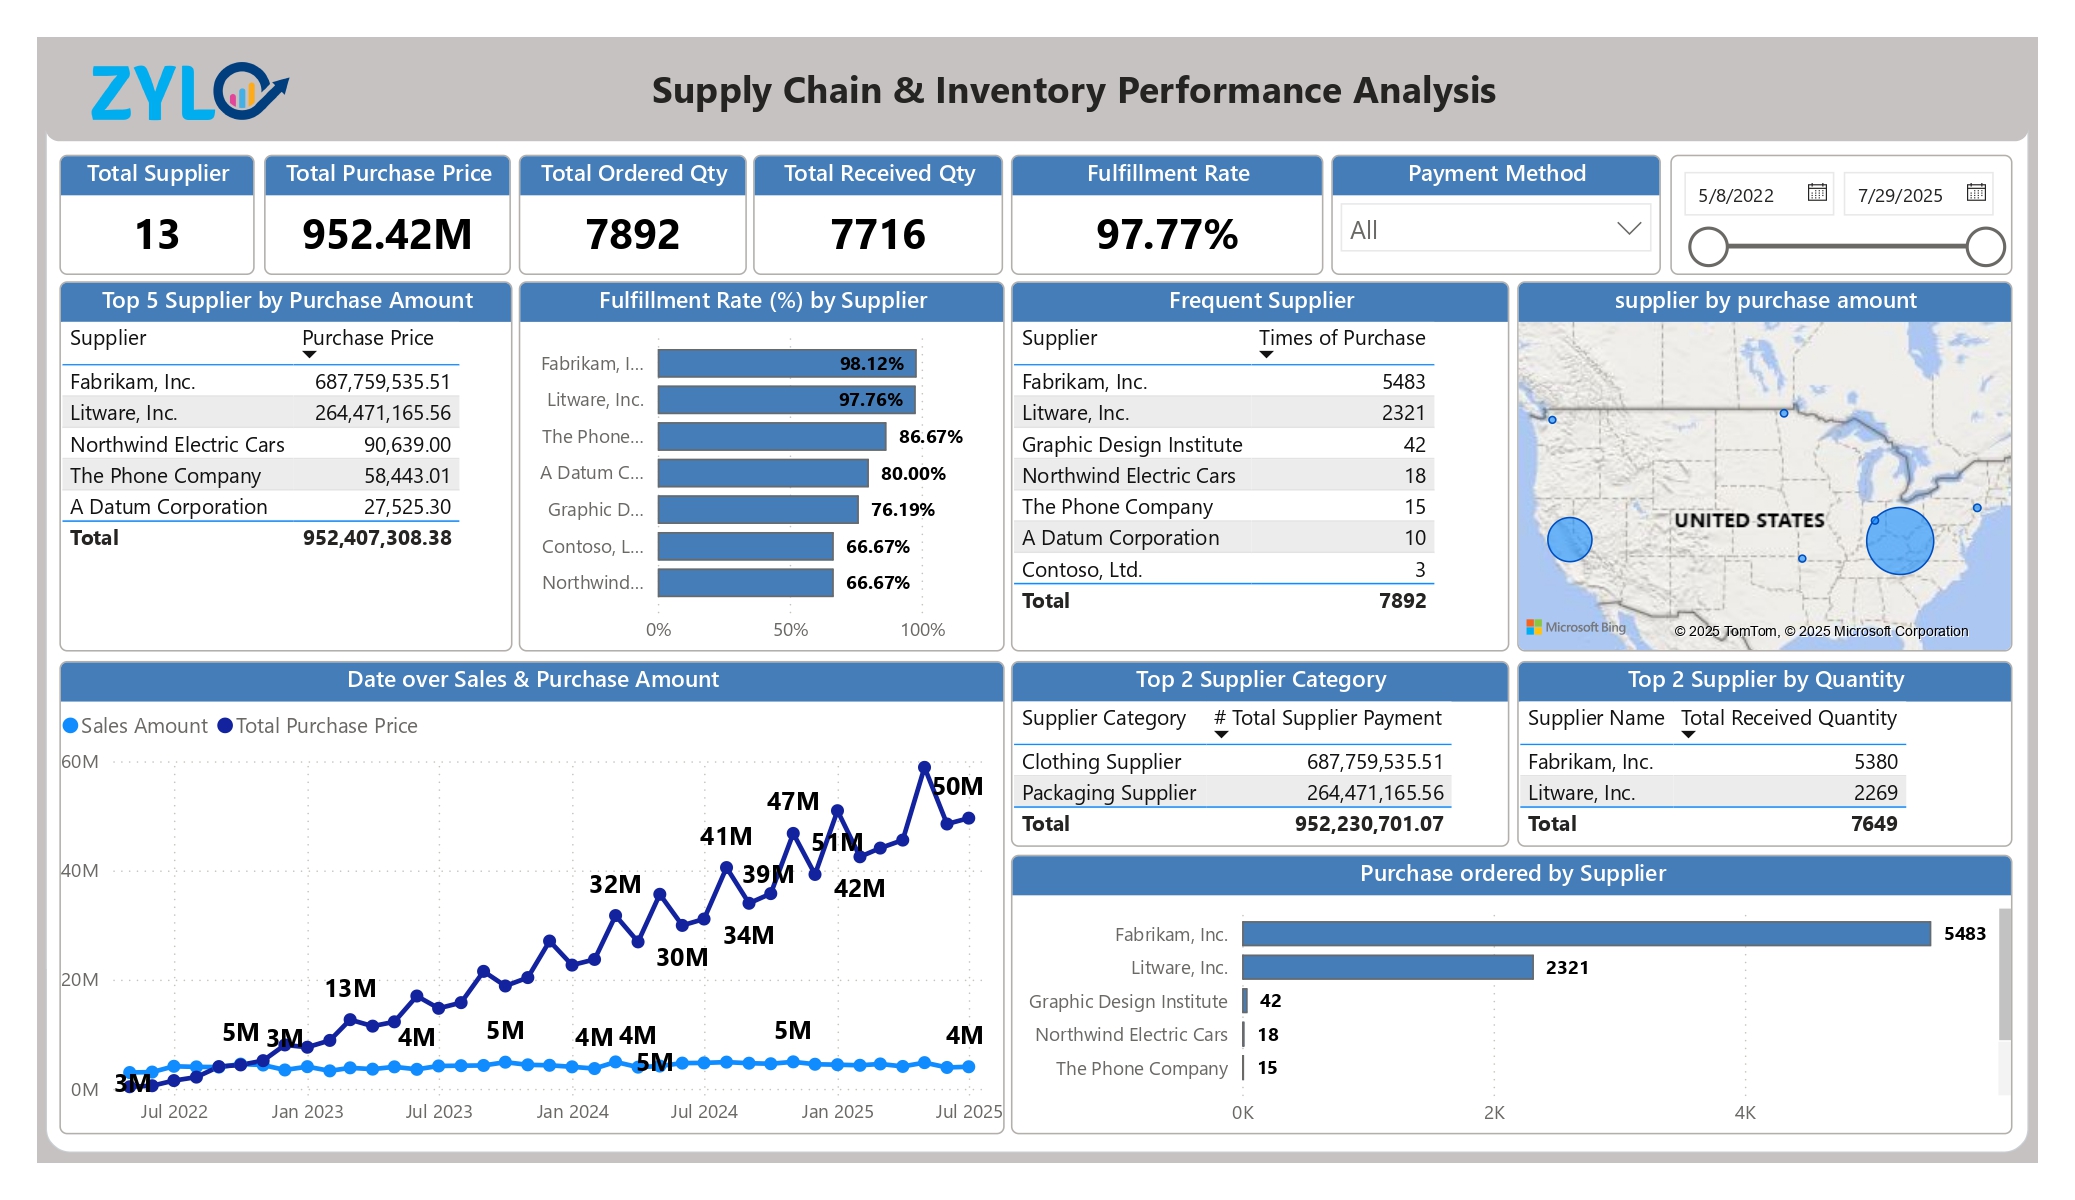 ZYLO
Supply Chain & Inventory Performance Analysis
Total Supplier
13
Total Purchase Price
952.42M
Total Ordered Qty
7892
Total Received Qty
7716
Fulfillment Rate
97.77%
Payment Method
All
5/8/2022
7/29/2025
Top 5 Supplier by Purchase Amount
Supplier Purchase Price
Fabrikam, Inc. 687,759,535.51
Litware, Inc. 264,471,165.56
Northwind Electric Cars 90,639.00
The Phone Company 58,443.01
A Datum Corporation 27,525.30
Total 952,407,308.38
Fulfillment Rate (%) by Supplier
Fabrikam, I... 98.12%
Litware, Inc. 97.76%
The Phone... 86.67%
A Datum C... 80.00%
Graphic D... 76.19%
Contoso, L... 66.67%
Northwind... 66.67%
0% 50% 100%
Frequent Supplier
Supplier Times of Purchase
Fabrikam, Inc. 5483
Litware, Inc. 2321
Graphic Design Institute 42
Northwind Electric Cars 18
The Phone Company 15
A Datum Corporation 10
Contoso, Ltd. 3
Total 7892
supplier by purchase amount
UNITED STATES
Microsoft Bing
© 2025 TomTom, © 2025 Microsoft Corporation
Date over Sales & Purchase Amount
Sales Amount Total Purchase Price
60M
40M
20M
0M
50M
47M
41M
51M
39M
32M
42M
34M
30M
13M
5M
3M
4M
5M
4M
4M
5M
5M
4M
3M
Jul 2022 Jan 2023 Jul 2023 Jan 2024 Jul 2024 Jan 2025 Jul 2025
Top 2 Supplier Category
Supplier Category # Total Supplier Payment
Clothing Supplier 687,759,535.51
Packaging Supplier 264,471,165.56
Total 952,230,701.07
Top 2 Supplier by Quantity
Supplier Name Total Received Quantity
Fabrikam, Inc. 5380
Litware, Inc. 2269
Total 7649
Purchase ordered by Supplier
Fabrikam, Inc. 5483
Litware, Inc. 2321
Graphic Design Institute 42
Northwind Electric Cars 18
The Phone Company 15
0K 2K 4K